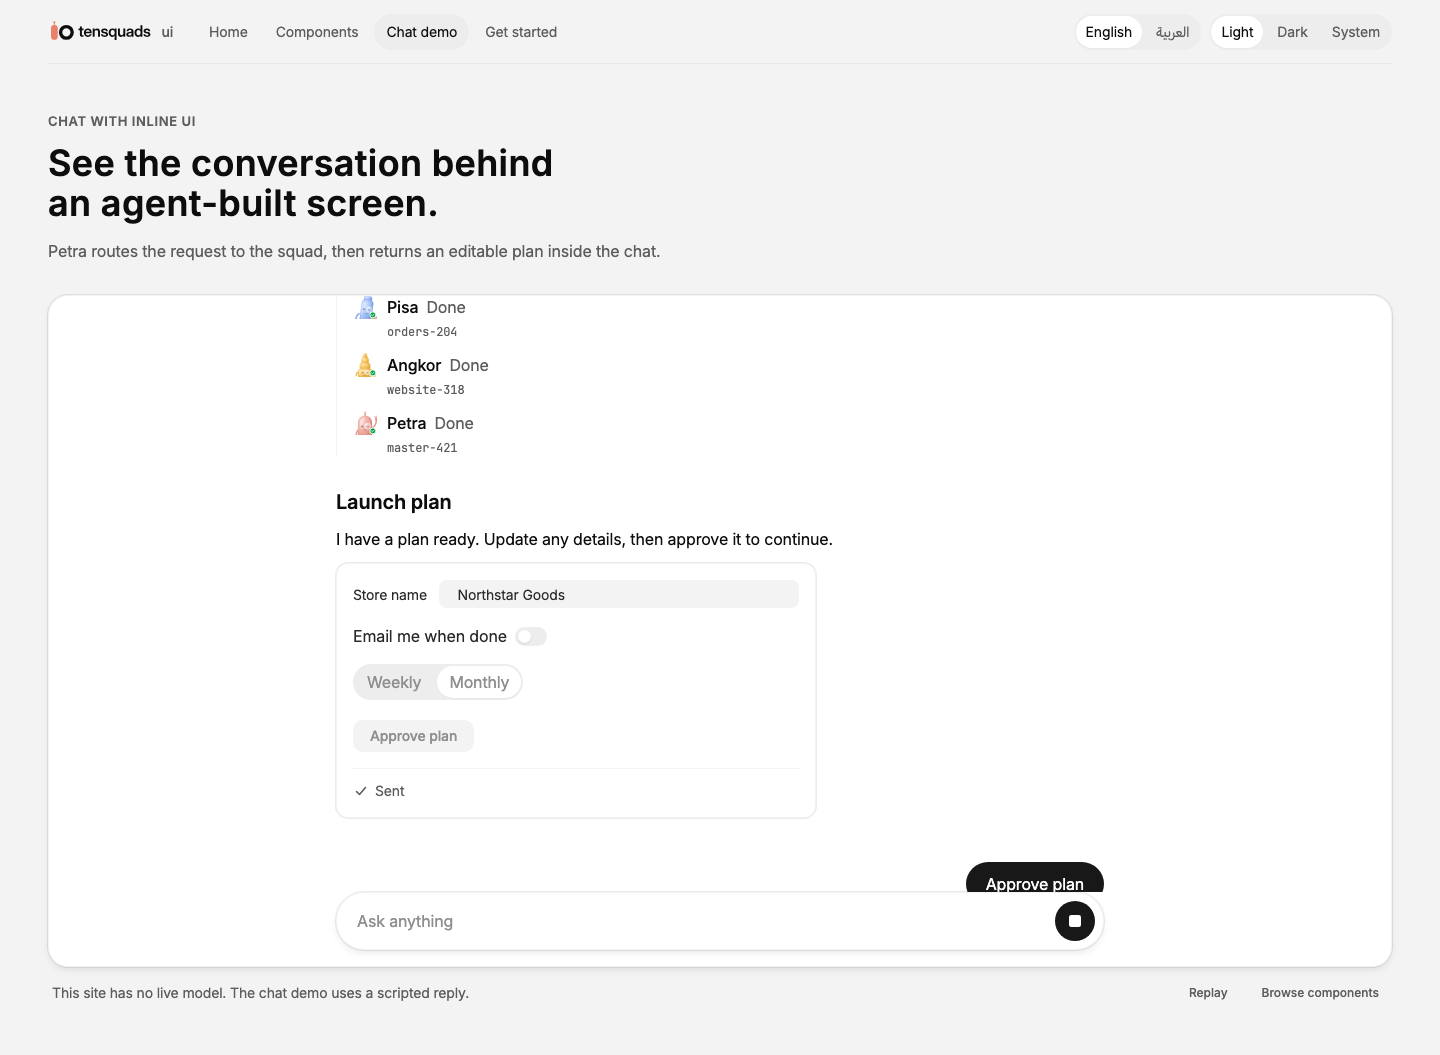 tensquads ui
Home
Components
Chat demo
Get started
English
العربية
Light
Dark
System
CHAT WITH INLINE UI
See the conversation behind
an agent-built screen.
Petra routes the request to the squad, then returns an editable plan inside the chat.
Pisa Done
orders-204
Angkor Done
website-318
Petra Done
master-421
Launch plan
I have a plan ready. Update any details, then approve it to continue.
Store name Northstar Goods
Email me when done
Weekly Monthly
Approve plan
Sent
Approve plan
Ask anything
This site has no live model. The chat demo uses a scripted reply.
Replay
Browse components